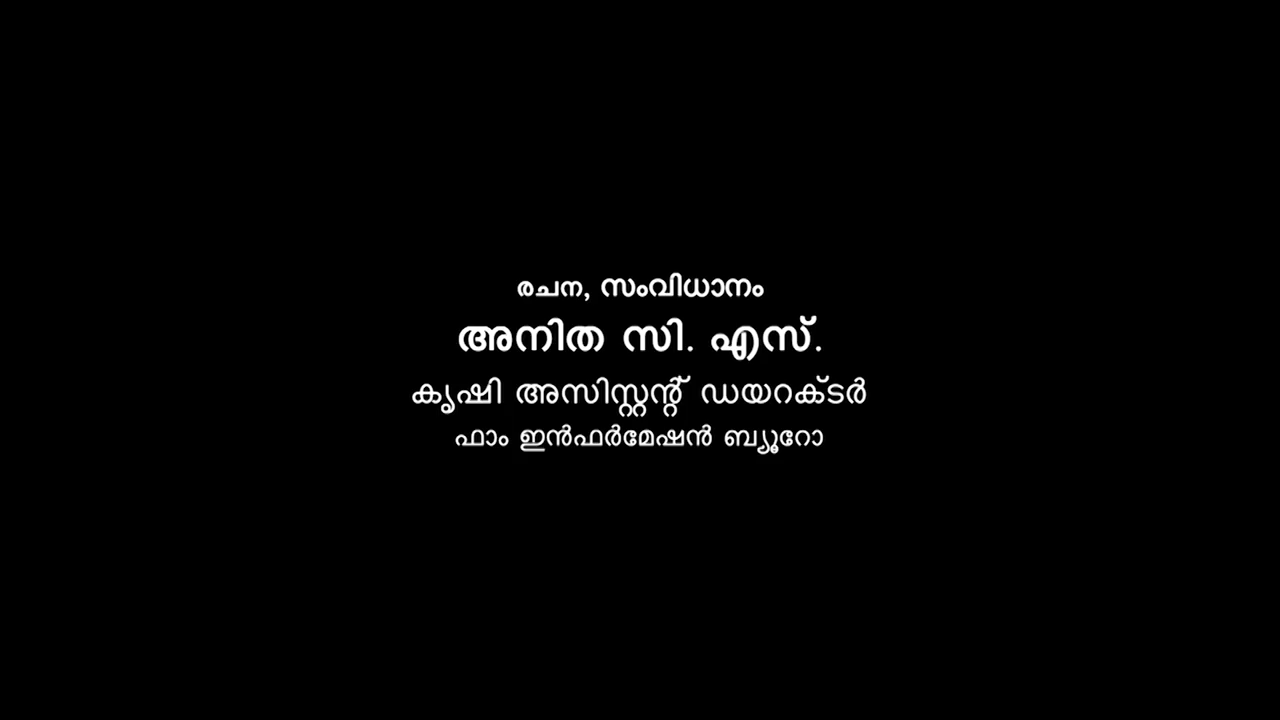 രചന, സംവിധാനം
അനിത സി. എസ്.
കൃഷി അസിസ്റ്റന്റ് ഡയറക്ടർ
ഫാം ഇൻഫർമേഷൻ ബ്യൂറോ